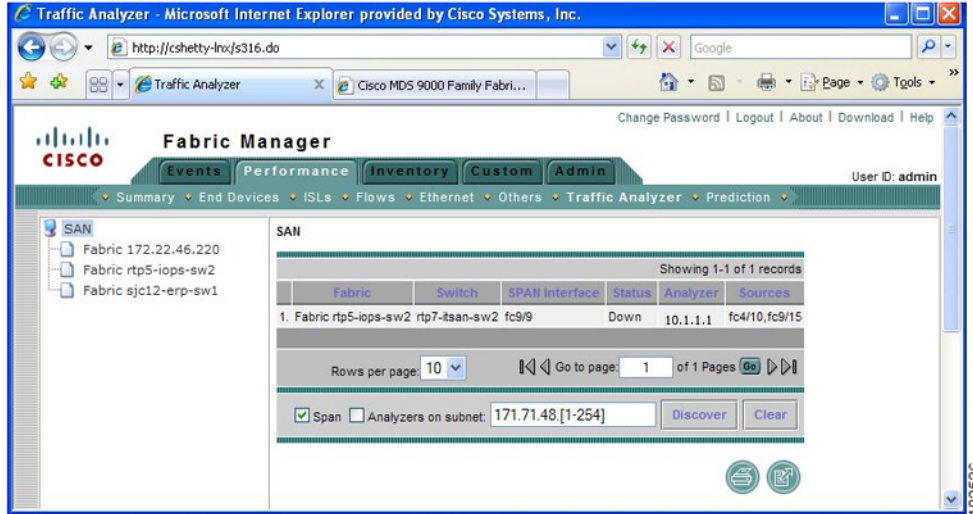 Traffic Analyzer - Microsoft Internet Explorer provided by Cisco Systems, Inc.
http://cshetty-lnx/s316.do
Google
Traffic Analyzer
Cisco MDS 9000 Family Fabri...
Page
Tools
Change Password | Logout | About | Download | Help
CISCO
Fabric Manager
Events Performance Inventory Custom Admin
User ID: admin
Summary End Devices ISLs Flows Ethernet Others Traffic Analyzer Prediction
SAN
Fabric 172.22.46.220
Fabric rtp5-iops-sw2
Fabric sjc12-erp-sw1
SAN
Showing 1-1 of 1 records
Fabric Switch SPAN Interface Status Analyzer Sources
1. Fabric rtp5-iops-sw2 rtp7-itsan-sw2 fc9/9 Down 10.1.1.1 fc4/10,fc9/15
Rows per page: 10 Go to page: 1 of 1 Pages Go
Span Analyzers on subnet: 171.71.48.[1-254] Discover Clear